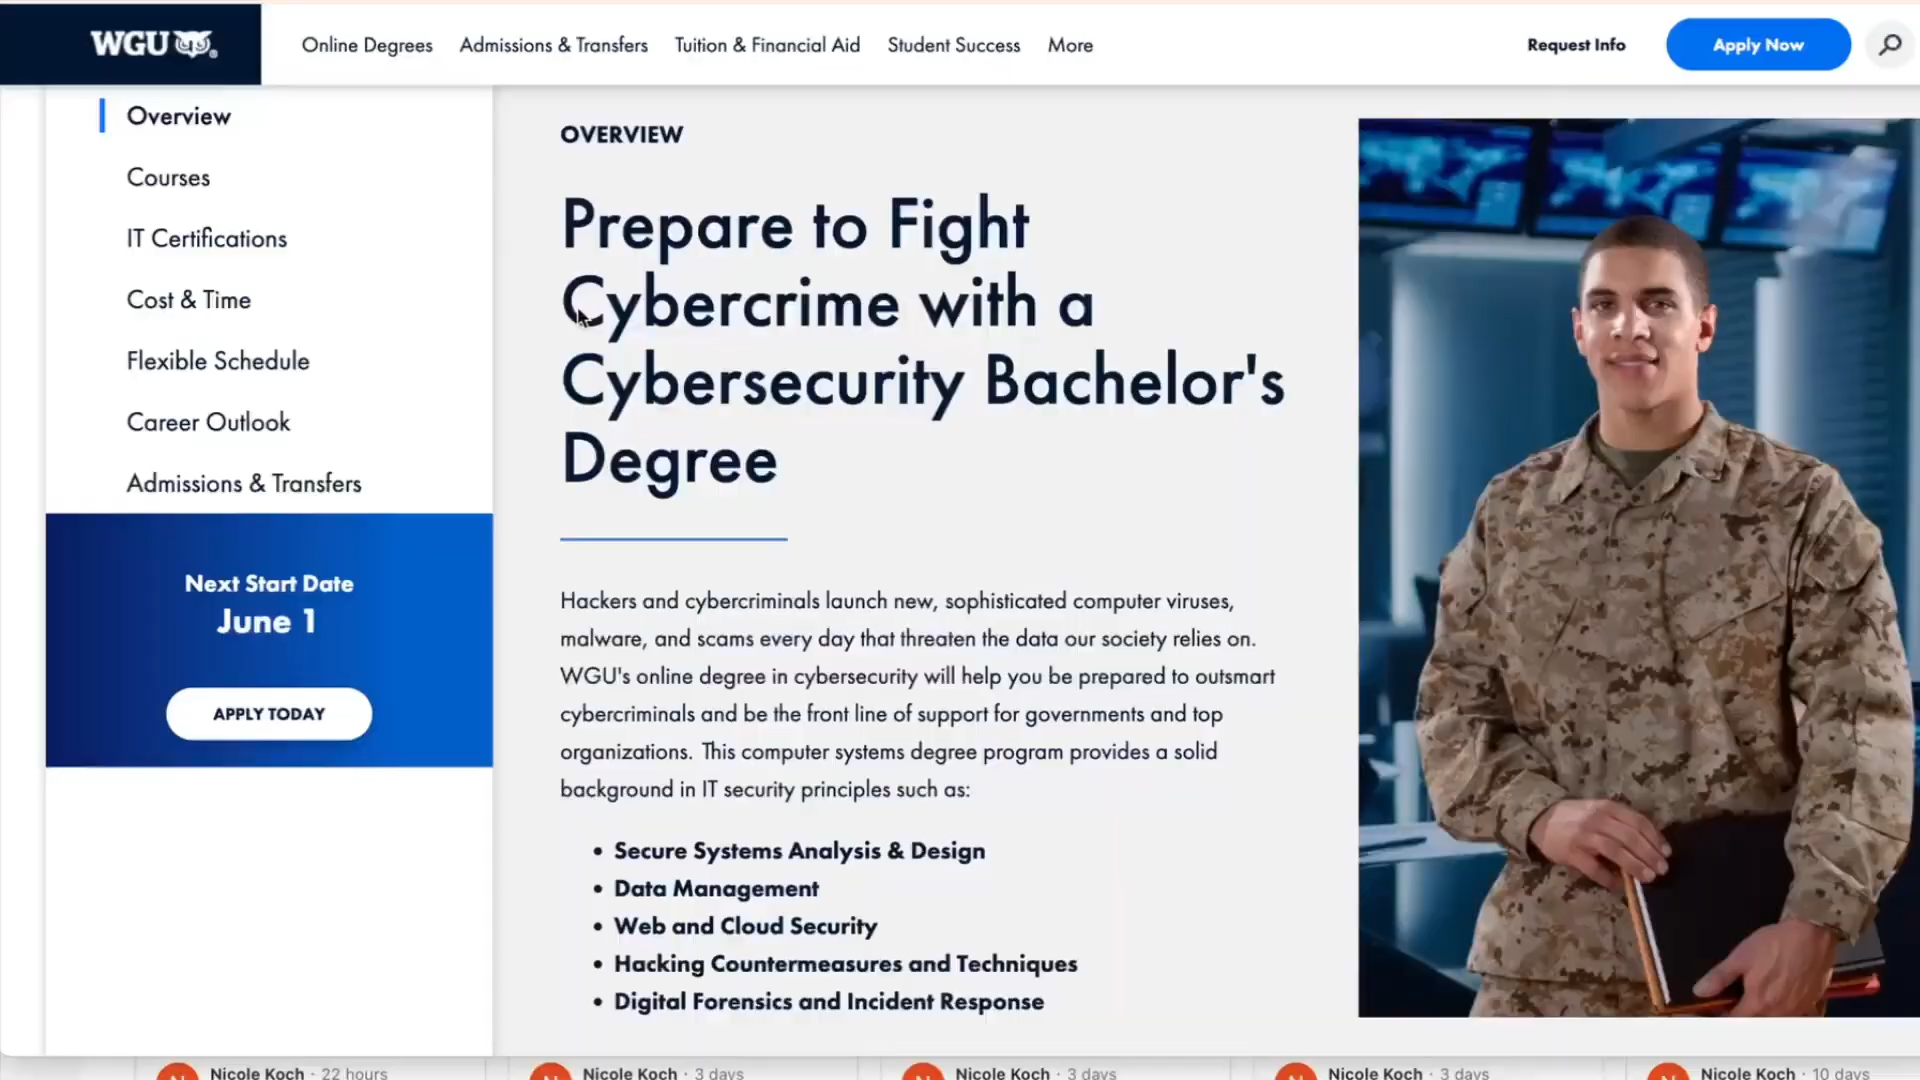 WGU
Online Degrees
Admissions & Transfers
Tuition & Financial Aid
Student Success
More
Request Info
Apply Now
Overview
Courses
IT Certifications
Cost & Time
Flexible Schedule
Career Outlook
Admissions & Transfers
Next Start Date
June 1
APPLY TODAY
OVERVIEW
Prepare to Fight
Cybercrime with a
Cybersecurity Bachelor's
Degree
Hackers and cybercriminals launch new, sophisticated computer viruses,
malware, and scams every day that threaten the data our society relies on.
WGU's online degree in cybersecurity will help you be prepared to outsmart
cybercriminals and be the front line of support for governments and top
organizations. This computer systems degree program provides a solid
background in IT security principles such as:
• Secure Systems Analysis & Design
• Data Management
• Web and Cloud Security
• Hacking Countermeasures and Techniques
• Digital Forensics and Incident Response
Nicole Koch · 22 hours
Nicole Koch · 3 days
Nicole Koch · 3 days
Nicole Koch · 3 days
Nicole Koch · 10 days